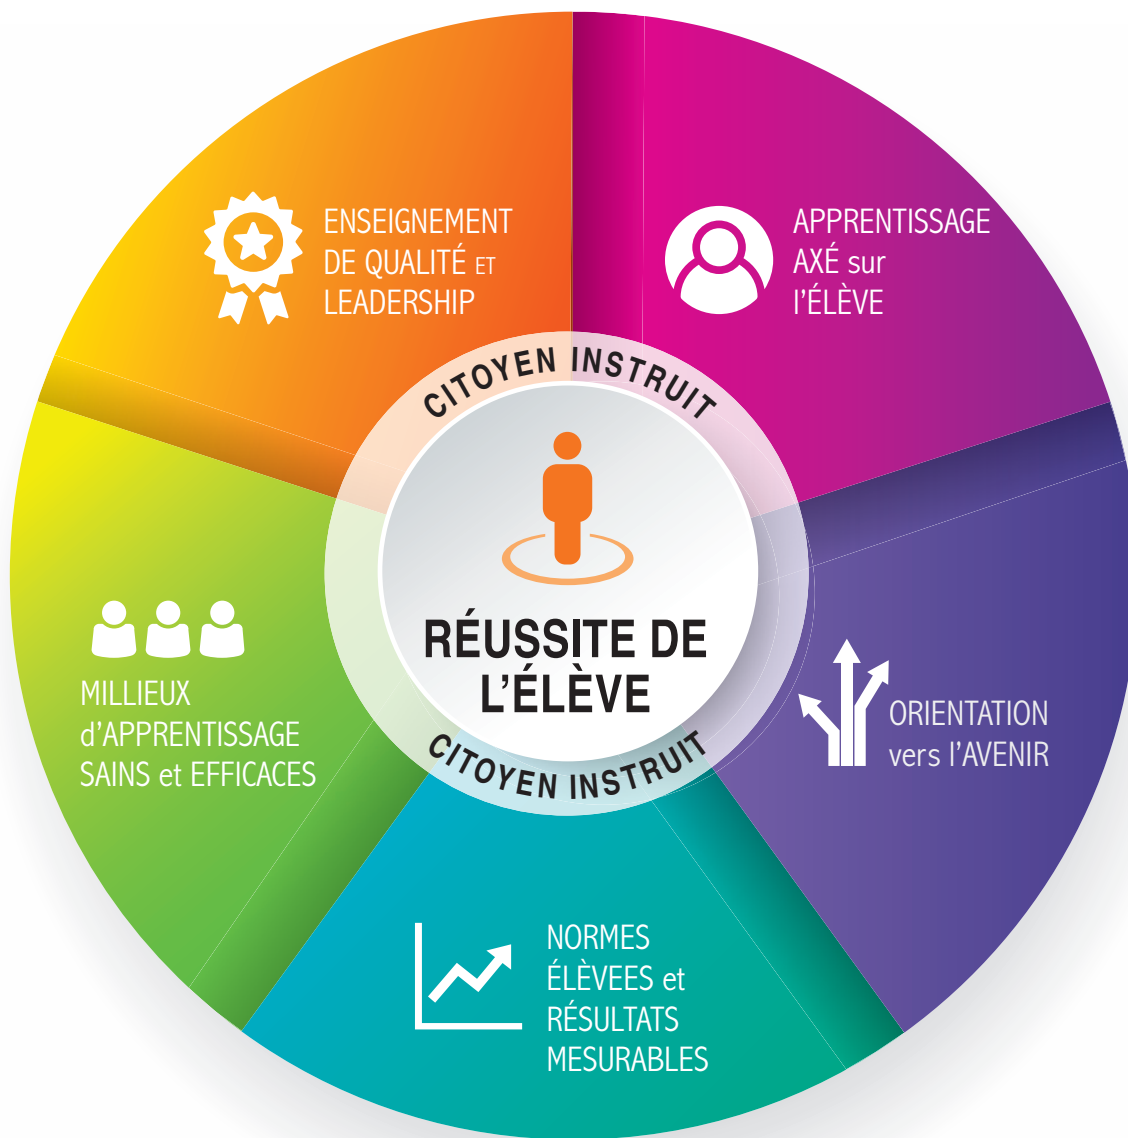 ENSEIGNEMENT
DE QUALITÉ ET
LEADERSHIP
APPRENTISSAGE
AXÉ sur
l'ÉLÈVE
CITOYEN INSTRUIT
RÉUSSITE DE
L'ÉLÈVE
CITOYEN INSTRUIT
MILLIEUX
d'APPRENTISSAGE
SAINS et EFFICACES
ORIENTATION
vers l'AVENIR
NORMES
ÉLÈVEES et
RÉSULTATS
MESURABLES